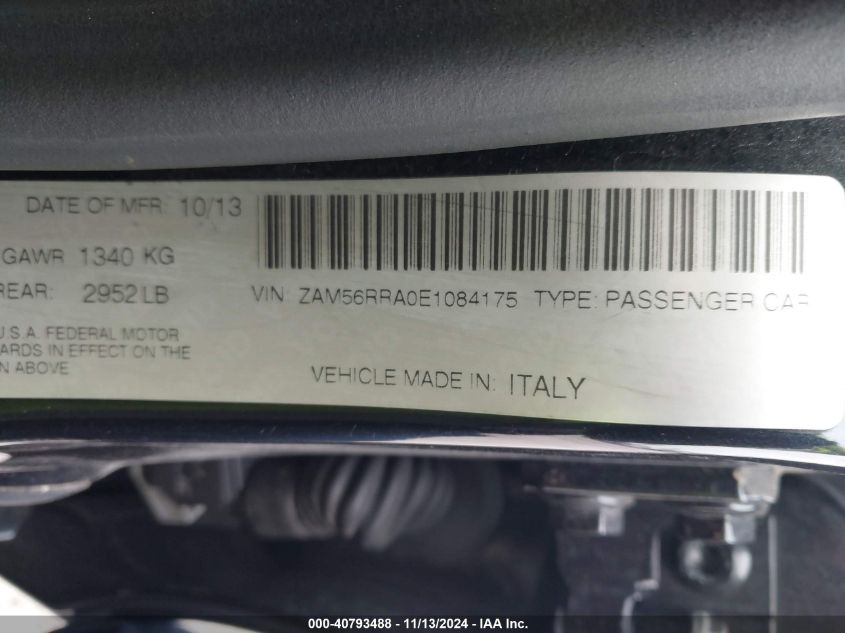 DATE OF MFR: 10/13
GAWR 1340 KG
REAR: 2952 LB
VIN: ZAM56RRA0E1084175 TYPE: PASSENGER CAR
U.S.A. FEDERAL MOTOR
ARDS IN EFFECT ON THE
N ABOVE
VEHICLE MADE IN: ITALY
000-40793488 - 11/13/2024 - IAA Inc.